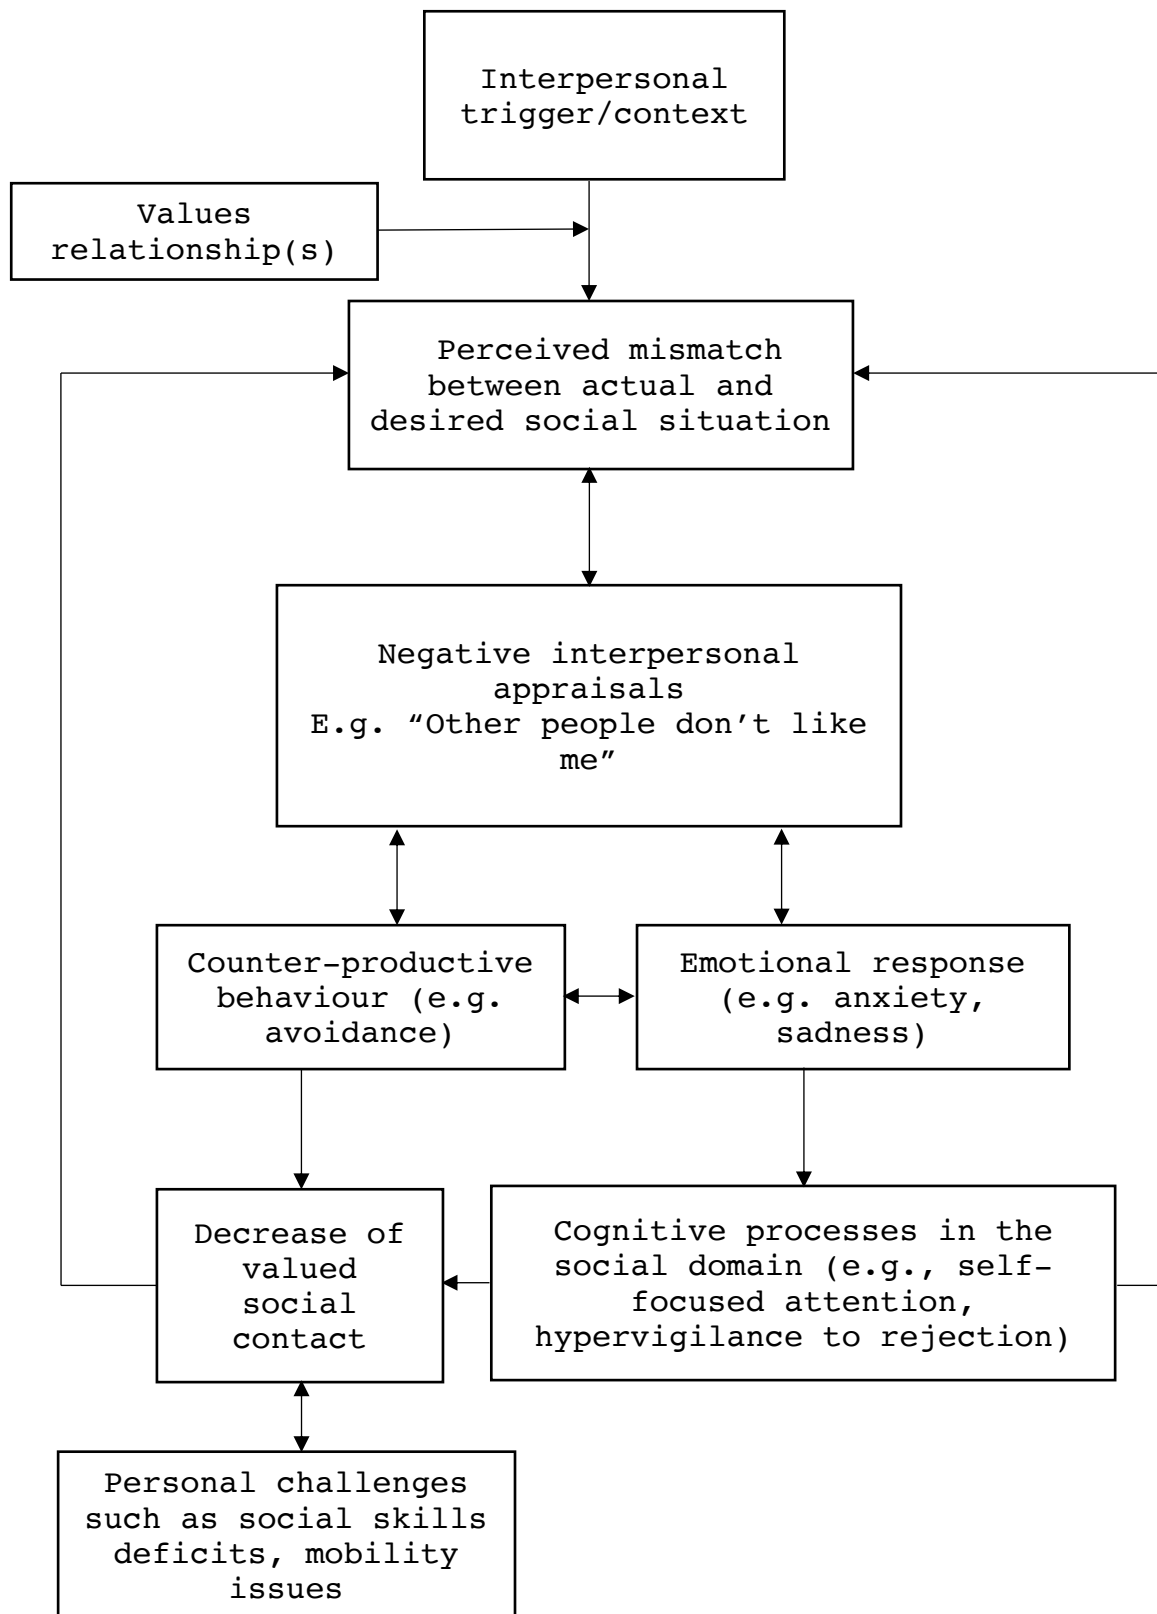 Interpersonal
trigger/context
Values
relationship(s)
Perceived mismatch
between actual and
desired social situation
Negative interpersonal
appraisals
E.g. “Other people don’t like
me”
Counter-productive
behaviour (e.g.
avoidance)
Emotional response
(e.g. anxiety,
sadness)
Decrease of
valued
social
contact
Cognitive processes in the
social domain (e.g., self-
focused attention,
hypervigilance to rejection)
Personal challenges
such as social skills
deficits, mobility
issues